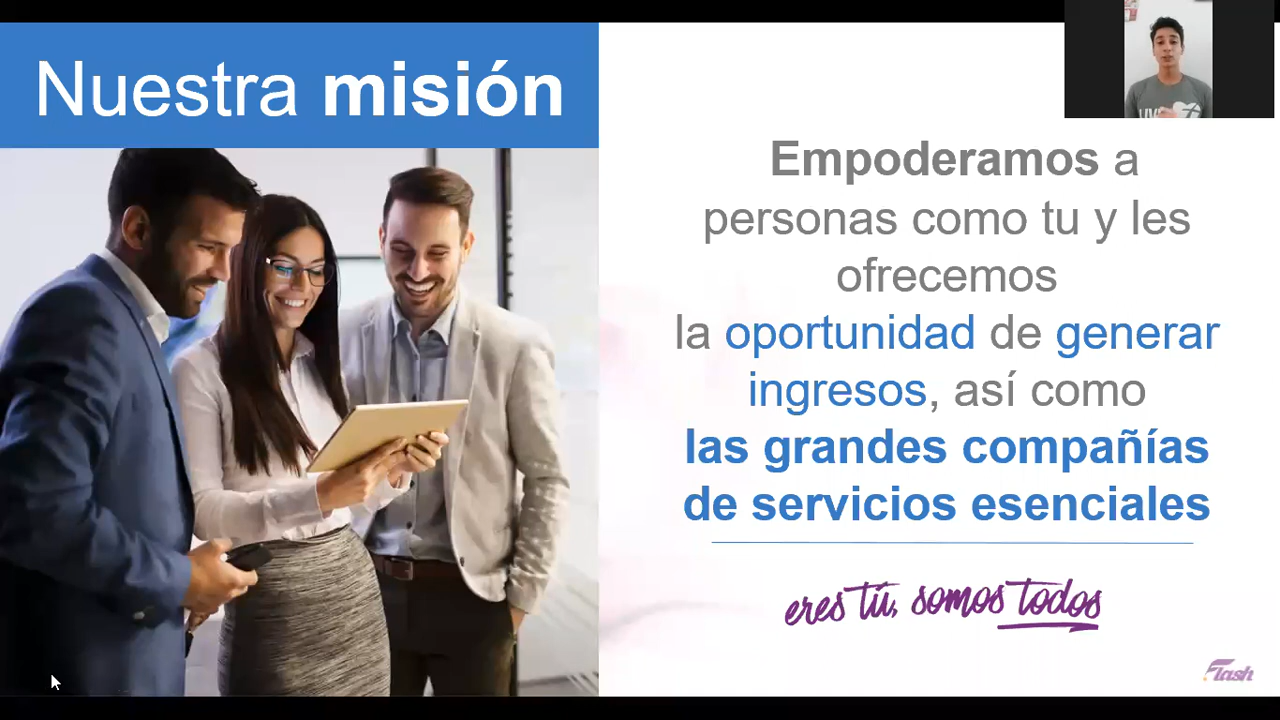 Nuestra misión
Empoderamos a
personas como tu y les
ofrecemos
la oportunidad de generar
ingresos, así como
las grandes compañías
de servicios esenciales
eres tú, somos todos
Flash